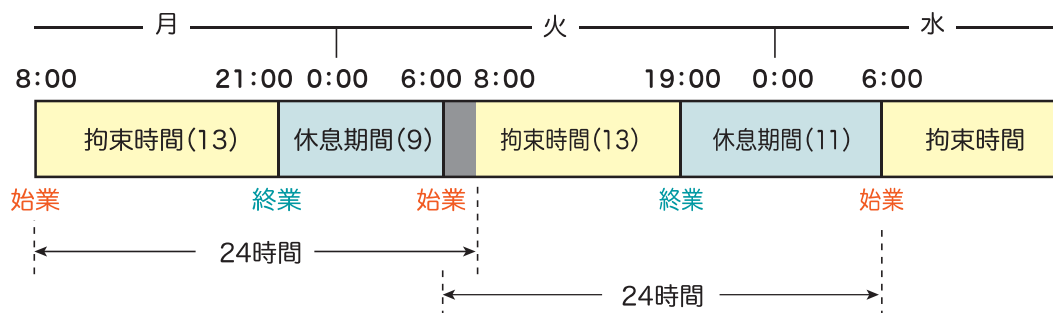 月 火 水
8:00 21:00 0:00 6:00 8:00 19:00 0:00 6:00
拘束時間(13) 休息期間(9) 拘束時間(13) 休息期間(11) 拘束時間
始業 終業 始業 終業 始業
24時間
24時間